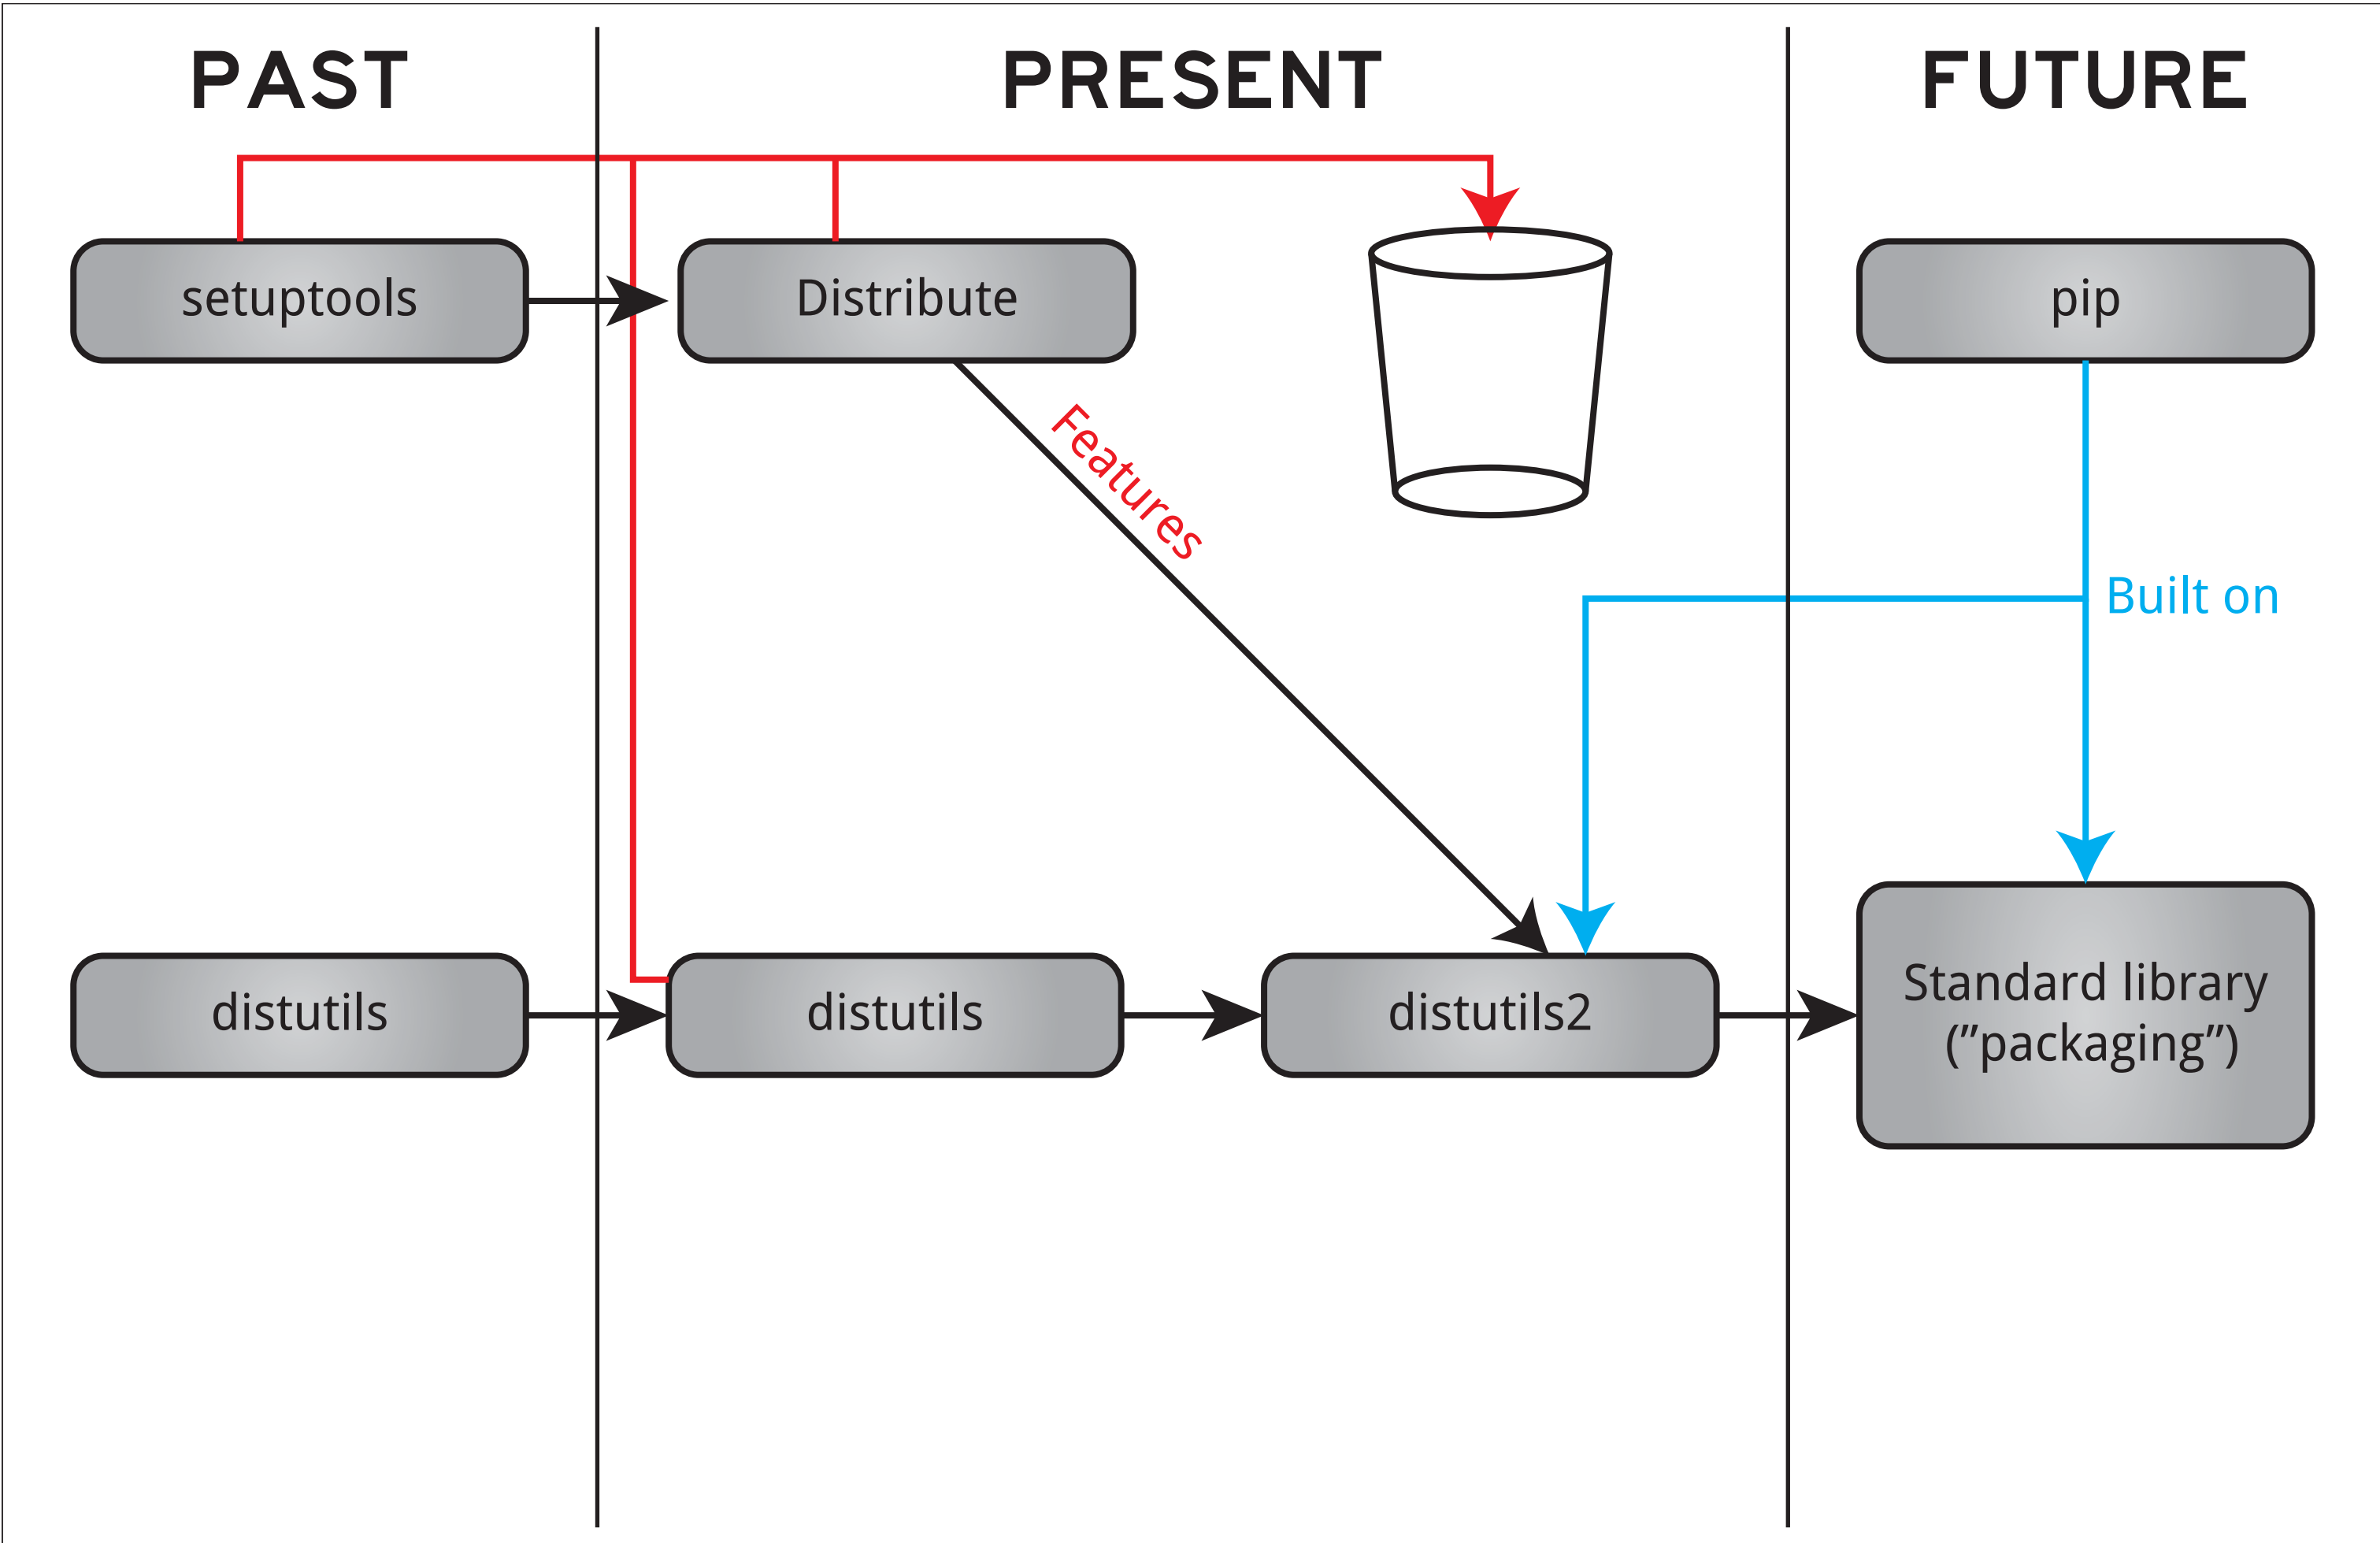 PAST
PRESENT
FUTURE
setuptools
Distribute
pip
Features
Built on
distutils
distutils
distutils2
Standard library
(”packaging”)